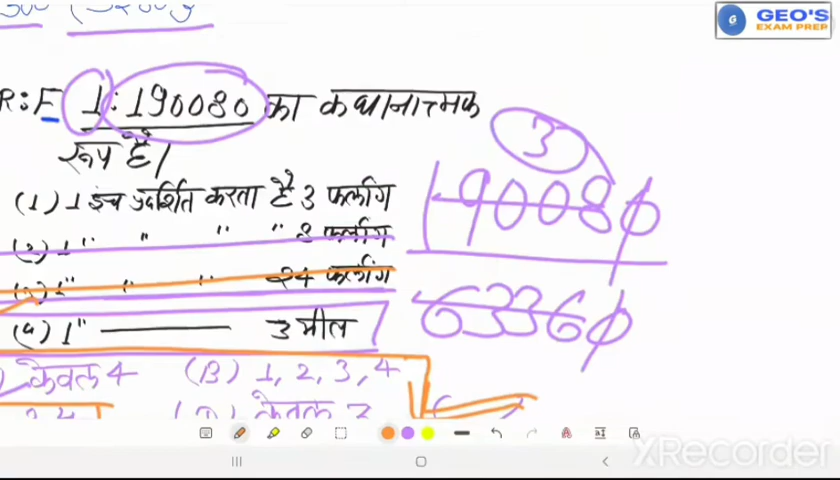 GEO'S
EXAM PREP
R:F 1:190080 का कथानात्मक
रूप है।
(1) 1 इंच प्रदर्शित करता है 3 फर्लांग
(2) 1" " " " 8 फर्लांग
(3) 1" " " 24 फर्लांग
(4) 1" 3 मील
3
190080
63360
केवल 4 (B) 1, 2, 3, 4
केवल
XRecorder